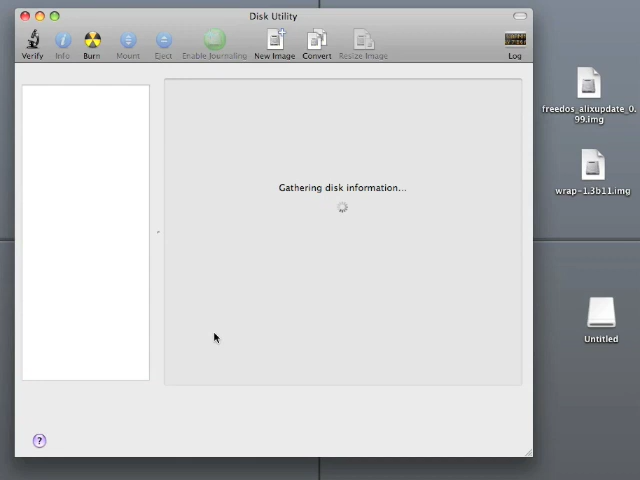 Disk Utility
Verify Info Burn Mount Eject Enable Journaling New Image Convert Resize Image Log
Gathering disk information...
freedos_alixupdate_0.
99.img
wrap-1.3b11.img
Untitled
?